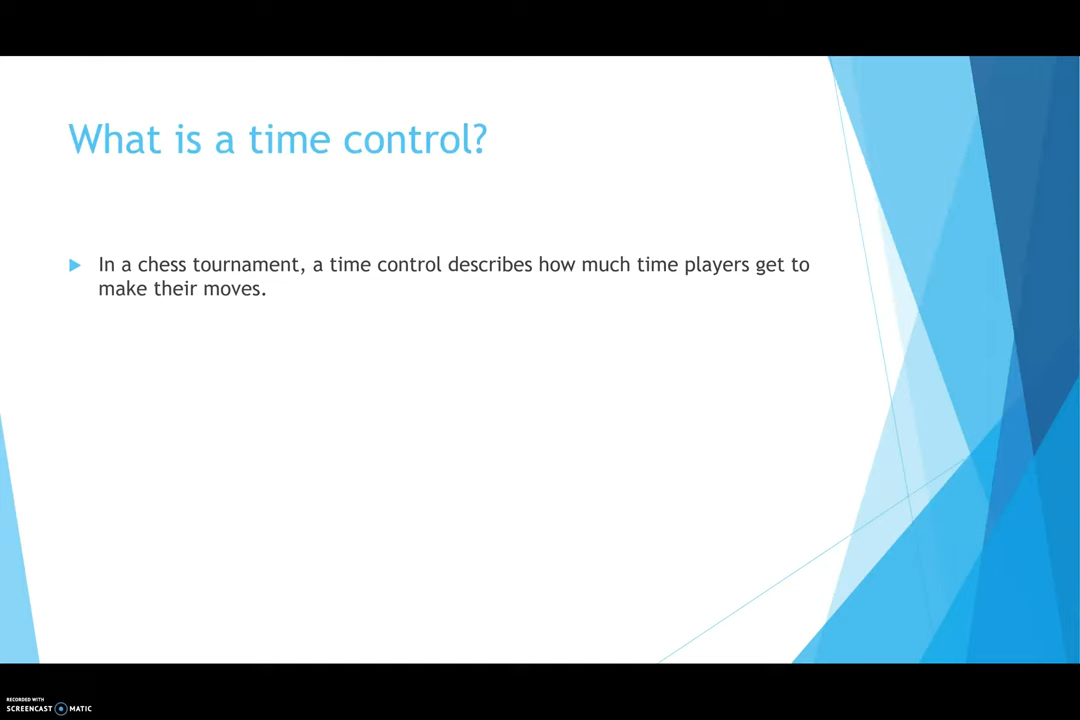 What is a time control?
In a chess tournament, a time control describes how much time players get to
make their moves.
RECORDED WITH
SCREENCAST MATIC